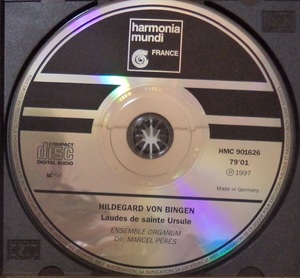 harmonia
mundi
FRANCE
COMPACT
disc
DIGITAL AUDIO
HMC 901626
79'01
℗ 1997
Made in Germany
HILDEGARD VON BINGEN
Laudes de sainte Ursule
ENSEMBLE ORGANUM
Dir. MARCEL PÉRÈS